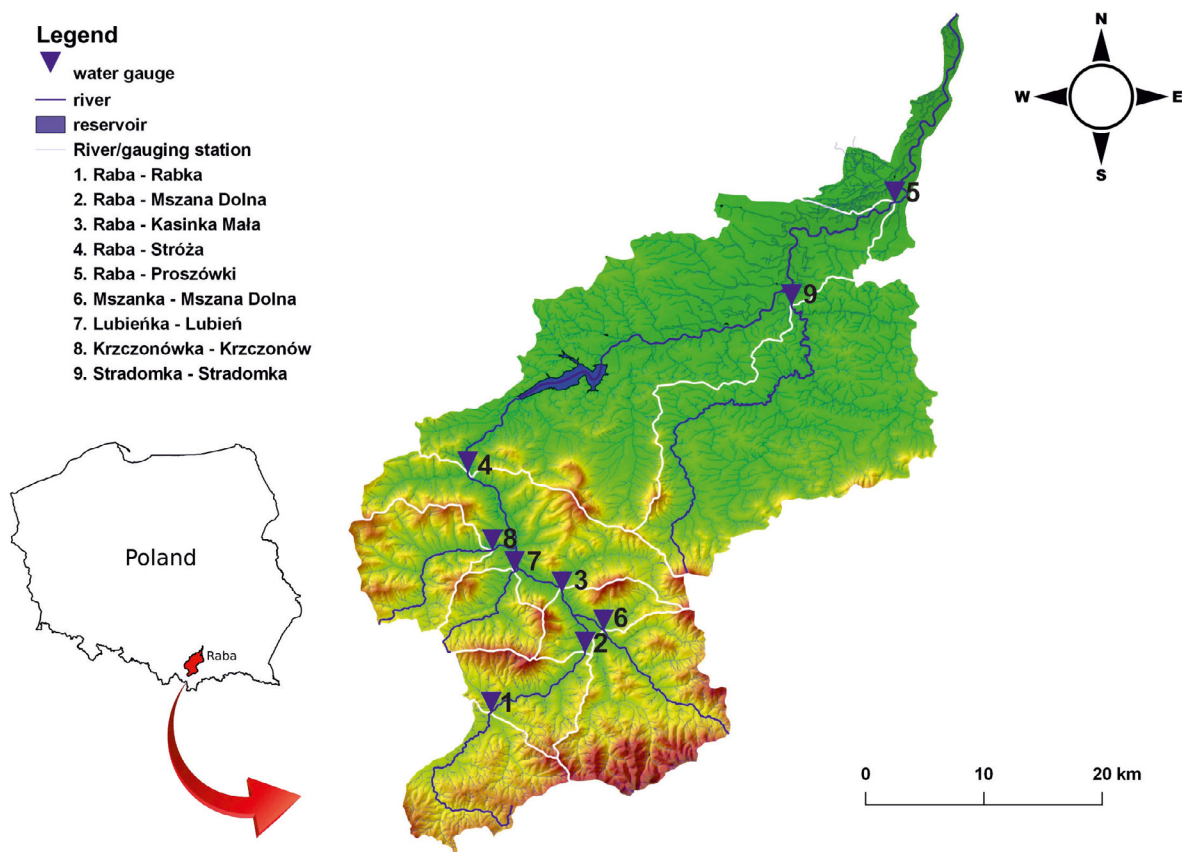 Legend
water gauge
river
reservoir
River/gauging station
1. Raba - Rabka
2. Raba - Mszana Dolna
3. Raba - Kasinka Mała
4. Raba - Stróża
5. Raba - Proszówki
6. Mszanka - Mszana Dolna
7. Lubieńka - Lubień
8. Krzczonówka - Krzczonów
9. Stradomka - Stradomka
N
W
E
S
5
9
4
8
7
3
6
2
1
Poland
Raba
0 10 20 km